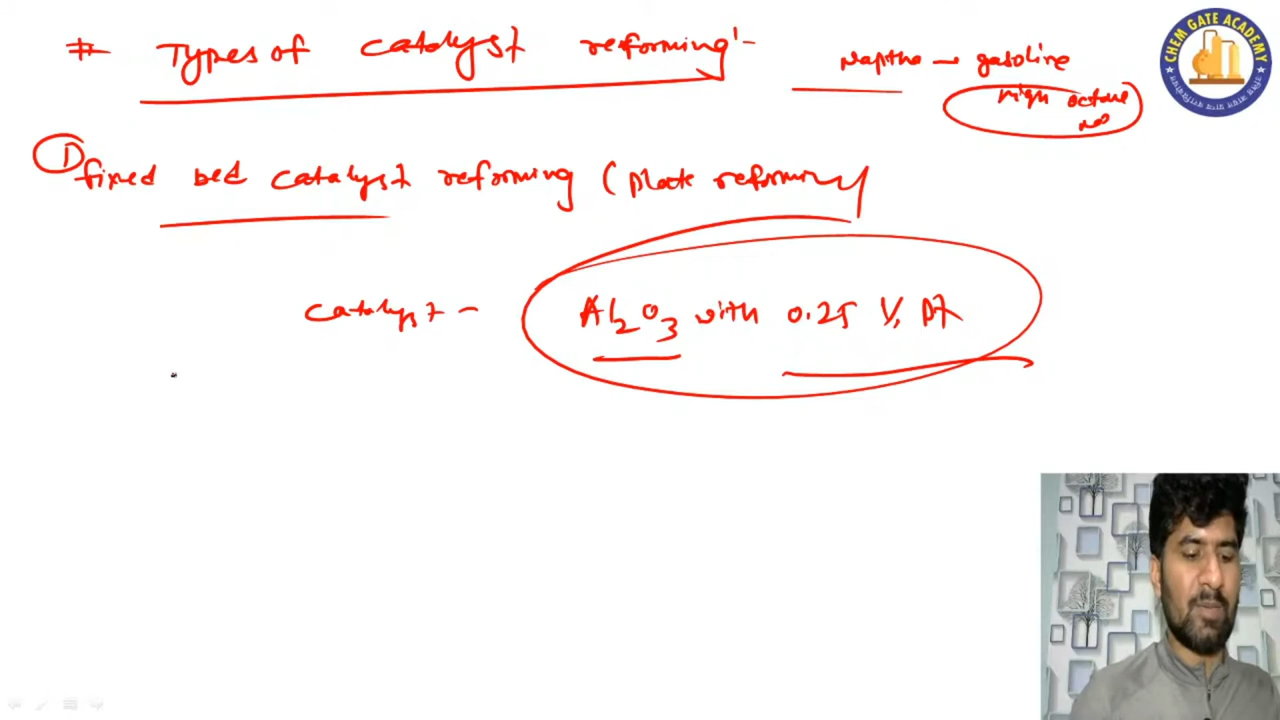 # Types of catalyst reforming :-
Naptha → gasoline
high octane
no
① fixed bed catalyst reforming (plate reforming)
catalyst - Al2O3 with 0.25 % Pt
CHEM GATE ACADEMY